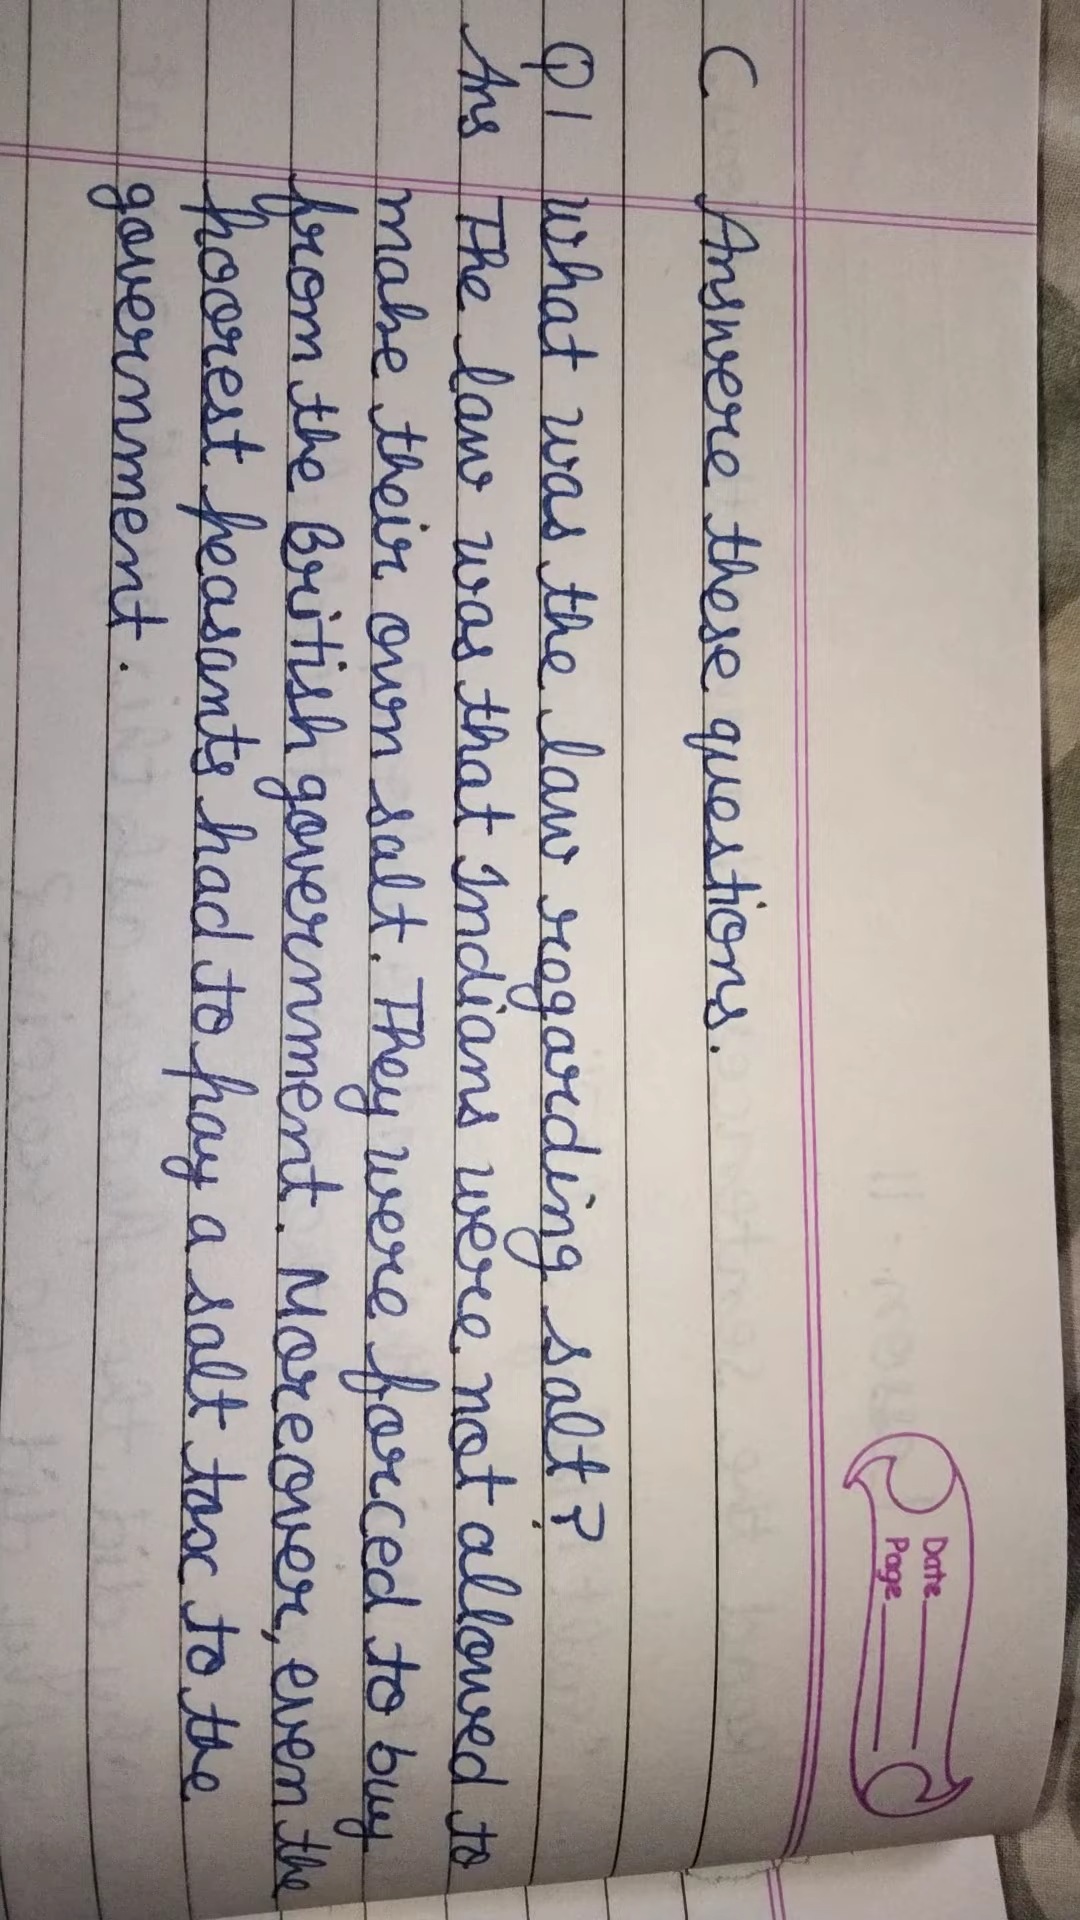 Date
Page
C Answere these questions.
Q1 what was the law regarding salt?
Ans The law was that Indians were not allowed to
make their own salt. They were forced to buy
from the British government. Moreover, even the
poorest peasants had to pay a salt tax to the
government.